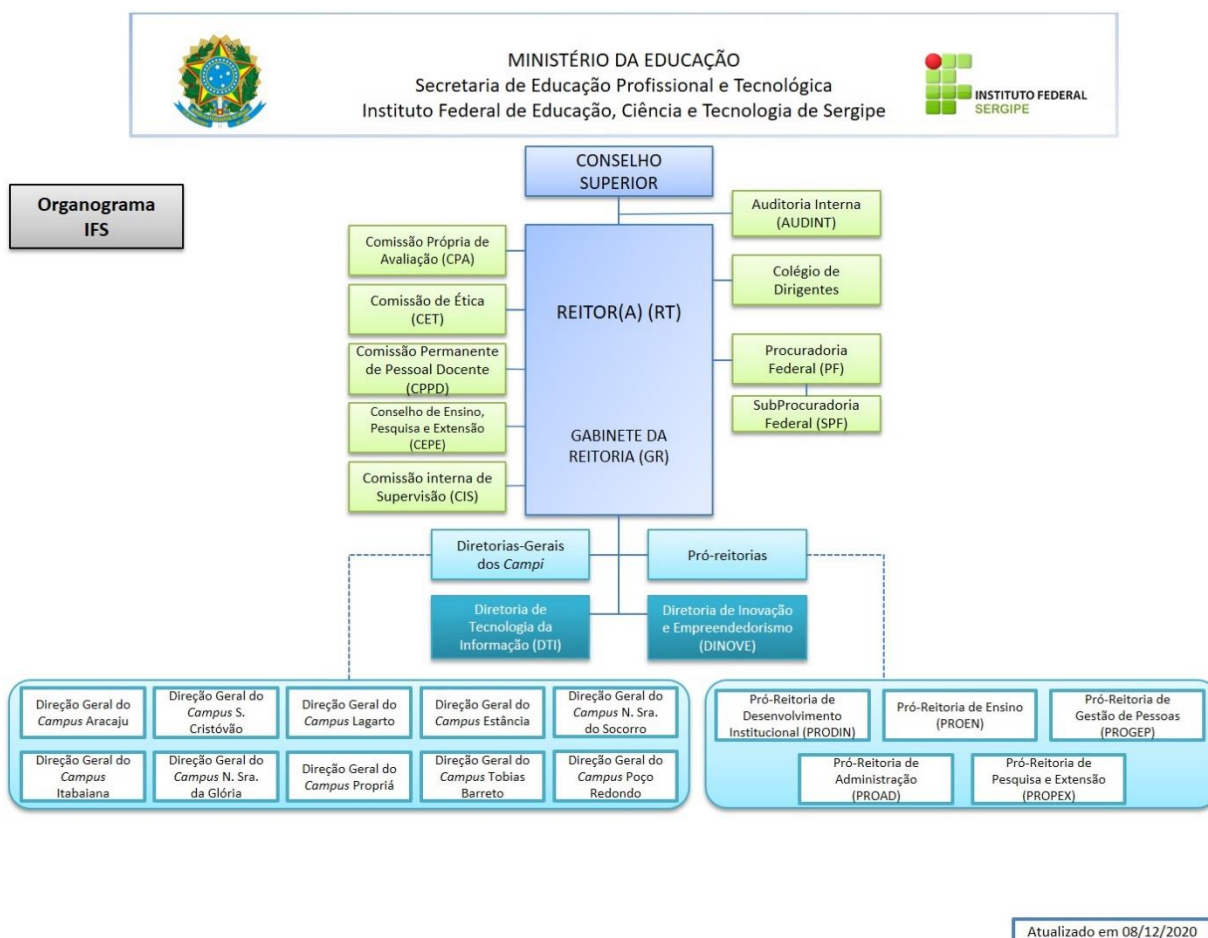 MINISTÉRIO DA EDUCAÇÃO
Secretaria de Educação Profissional e Tecnológica
Instituto Federal de Educação, Ciência e Tecnologia de Sergipe
INSTITUTO FEDERAL
SERGIPE
Organograma
IFS
CONSELHO
SUPERIOR
Auditoria Interna
(AUDINT)
Comissão Própria de
Avaliação (CPA)
Colégio de
Dirigentes
Comissão de Ética
(CET)
REITOR(A) (RT)
Comissão Permanente
de Pessoal Docente
(CPPD)
Procuradoria
Federal (PF)
SubProcuradoria
Federal (SPF)
Conselho de Ensino,
Pesquisa e Extensão
(CEPE)
GABINETE DA
REITORIA (GR)
Comissão interna de
Supervisão (CIS)
Diretorias-Gerais
dos Campi
Pró-reitorias
Diretoria de
Tecnologia da
Informação (DTI)
Diretoria de Inovação
e Empreendedorismo
(DINOVE)
Direção Geral do
Campus Aracaju
Direção Geral do
Campus S.
Cristóvão
Direção Geral do
Campus Lagarto
Direção Geral do
Campus Estância
Direção Geral do
Campus N. Sra.
do Socorro
Direção Geral do
Campus
Itabaiana
Direção Geral do
Campus N. Sra.
da Glória
Direção Geral do
Campus Propriá
Direção Geral do
Campus Tobias
Barreto
Direção Geral do
Campus Poço
Redondo
Pró-Reitoria de
Desenvolvimento
Institucional (PRODIN)
Pró-Reitoria de Ensino
(PROEN)
Pró-Reitoria de
Gestão de Pessoas
(PROGEP)
Pró-Reitoria de
Administração
(PROAD)
Pró-Reitoria de
Pesquisa e Extensão
(PROPEX)
Atualizado em 08/12/2020